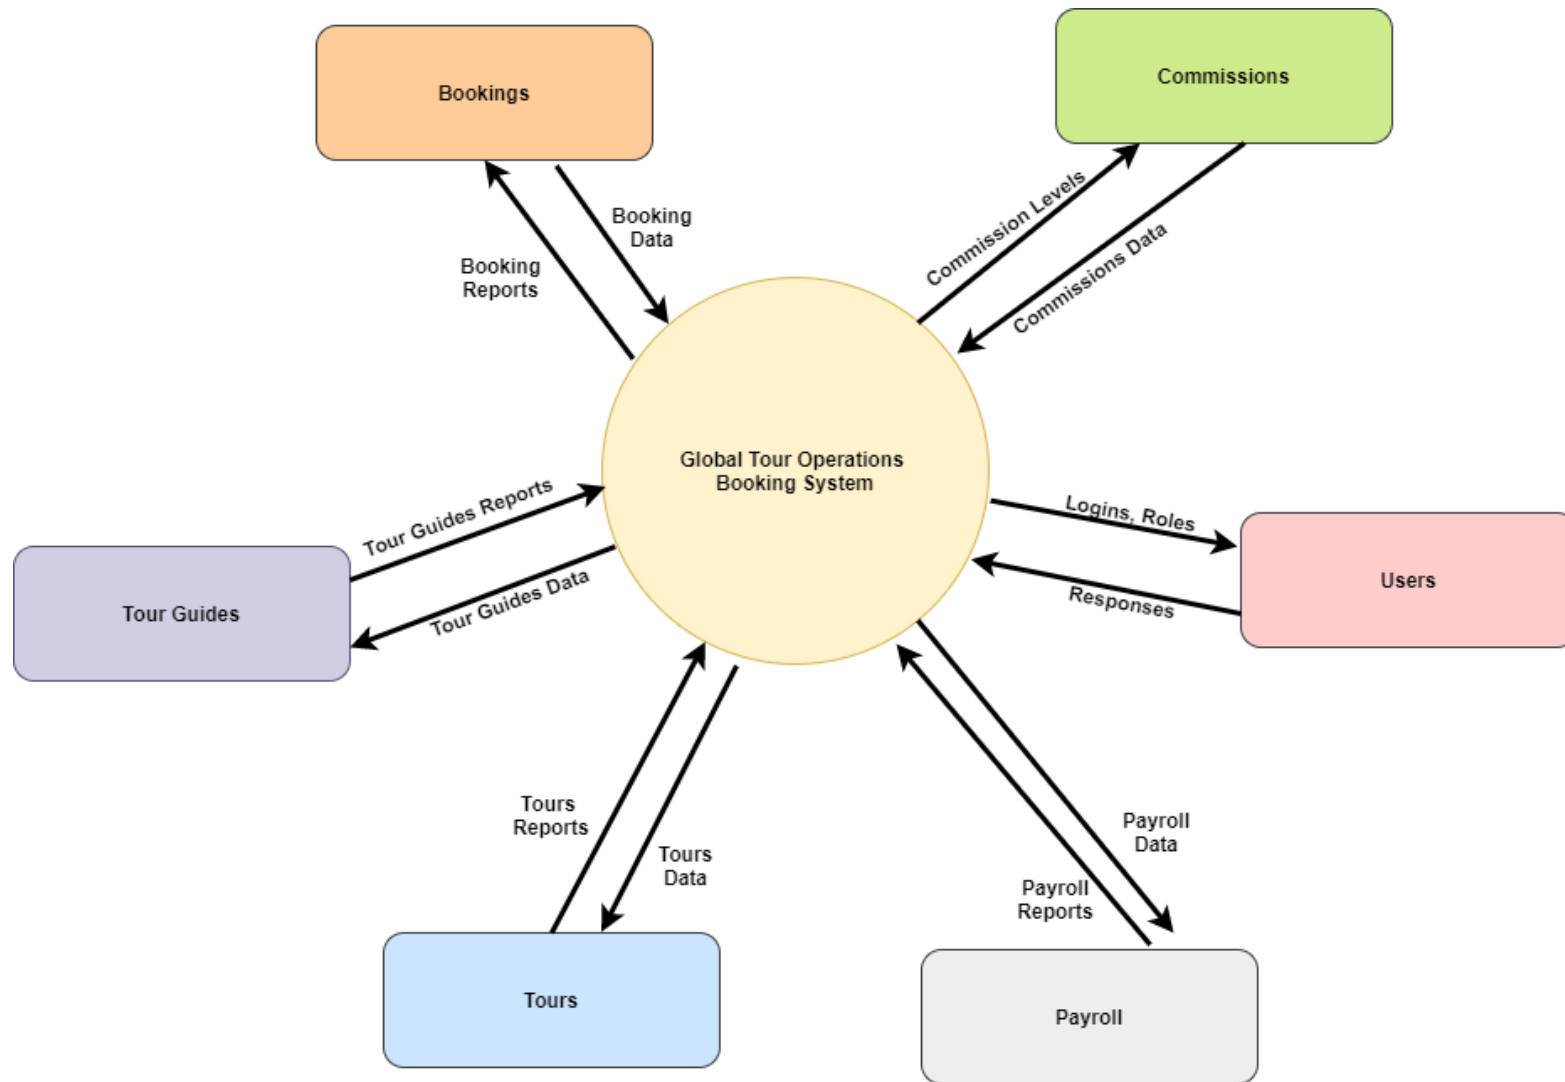 Commissions
Bookings
Commission Levels
Booking
Data
Commissions Data
Booking
Reports
Global Tour Operations
Booking System
Tour Guides Reports
Logins, Roles
Users
Responses
Tour Guides
Tour Guides Data
Tours
Reports
Payroll
Data
Tours
Data
Payroll
Reports
Tours
Payroll